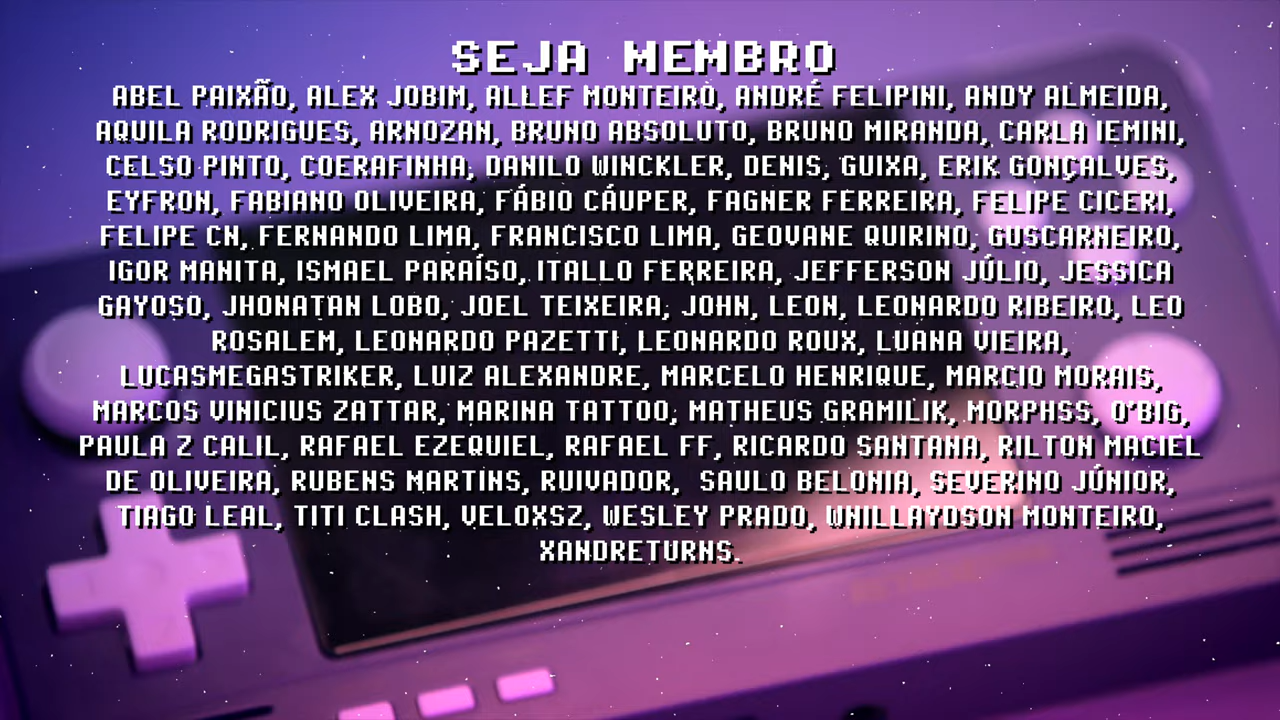 SEJA MEMBRO
ABEL PAIXÃO, ALEX JOBIM, ALLEF MONTEIRO, ANDRÉ FELIPINI, ANDY ALMEIDA,
AQUILA RODRIGUES, ARNOZAN, BRUNO ABSOLUTO, BRUNO MIRANDA, CARLA IEMINI,
CELSO PINTO, COERAFINHA, DANILO WINCKLER, DENIS, GUIXA, ERIK GONÇALVES,
EYFRON, FABIANO OLIVEIRA, FÁBIO CÁUPER, FAGNER FERREIRA, FELIPE CICERI,
FELIPE CN, FERNANDO LIMA, FRANCISCO LIMA, GEOVANE QUIRINO, GUSCARNEIRO,
IGOR MANITA, ISMAEL PARAÍSO, ITALLO FERREIRA, JEFFERSON JÚLIO, JESSICA
GAYOSO, JHONATAN LOBO, JOEL TEIXEIRA, JOHN, LEON, LEONARDO RIBEIRO, LEO
ROSALEM, LEONARDO PAZETTI, LEONARDO ROUX, LUANA VIEIRA,
LUCASMEGASTRIKER, LUIZ ALEXANDRE, MARCELO HENRIQUE, MARCIO MORAIS,
MARCOS VINICIUS ZATTAR, MARINA TATTOO, MATHEUS GRAMILIK, MORPHSS, O'BIG,
PAULA Z CALIL, RAFAEL EZEQUIEL, RAFAEL FF, RICARDO SANTANA, RILTON MACIEL
DE OLIVEIRA, RUBENS MARTINS, RUIVADOR, SAULO BELONIA, SEVERINO JÚNIOR,
TIAGO LEAL, TITI CLASH, VELOXSZ, WESLEY PRADO, WHILLAYDSON MONTEIRO,
XANDRETURNS.